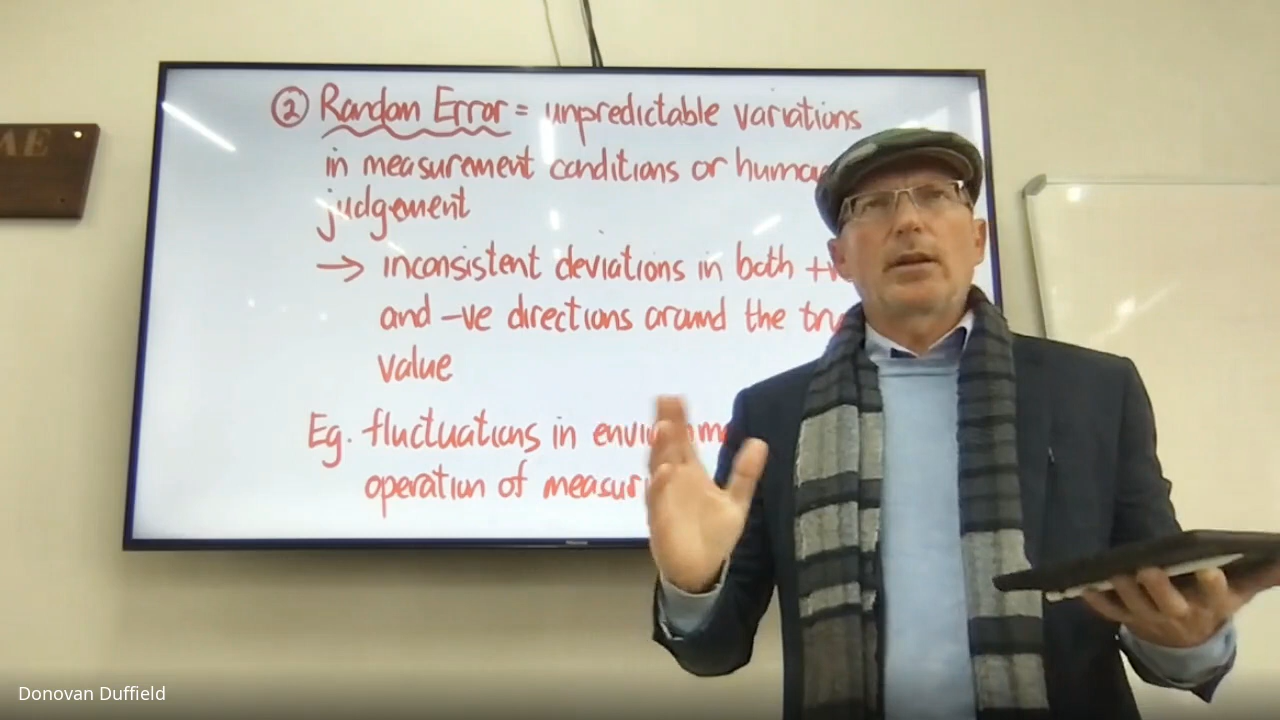 ② Random Error = unpredictable variations
in measurement conditions or
judgement
→ inconsistent deviations in both
and -ve directions around the
value
Eg. fluctuations in
operation of
AE
Donovan Duffield